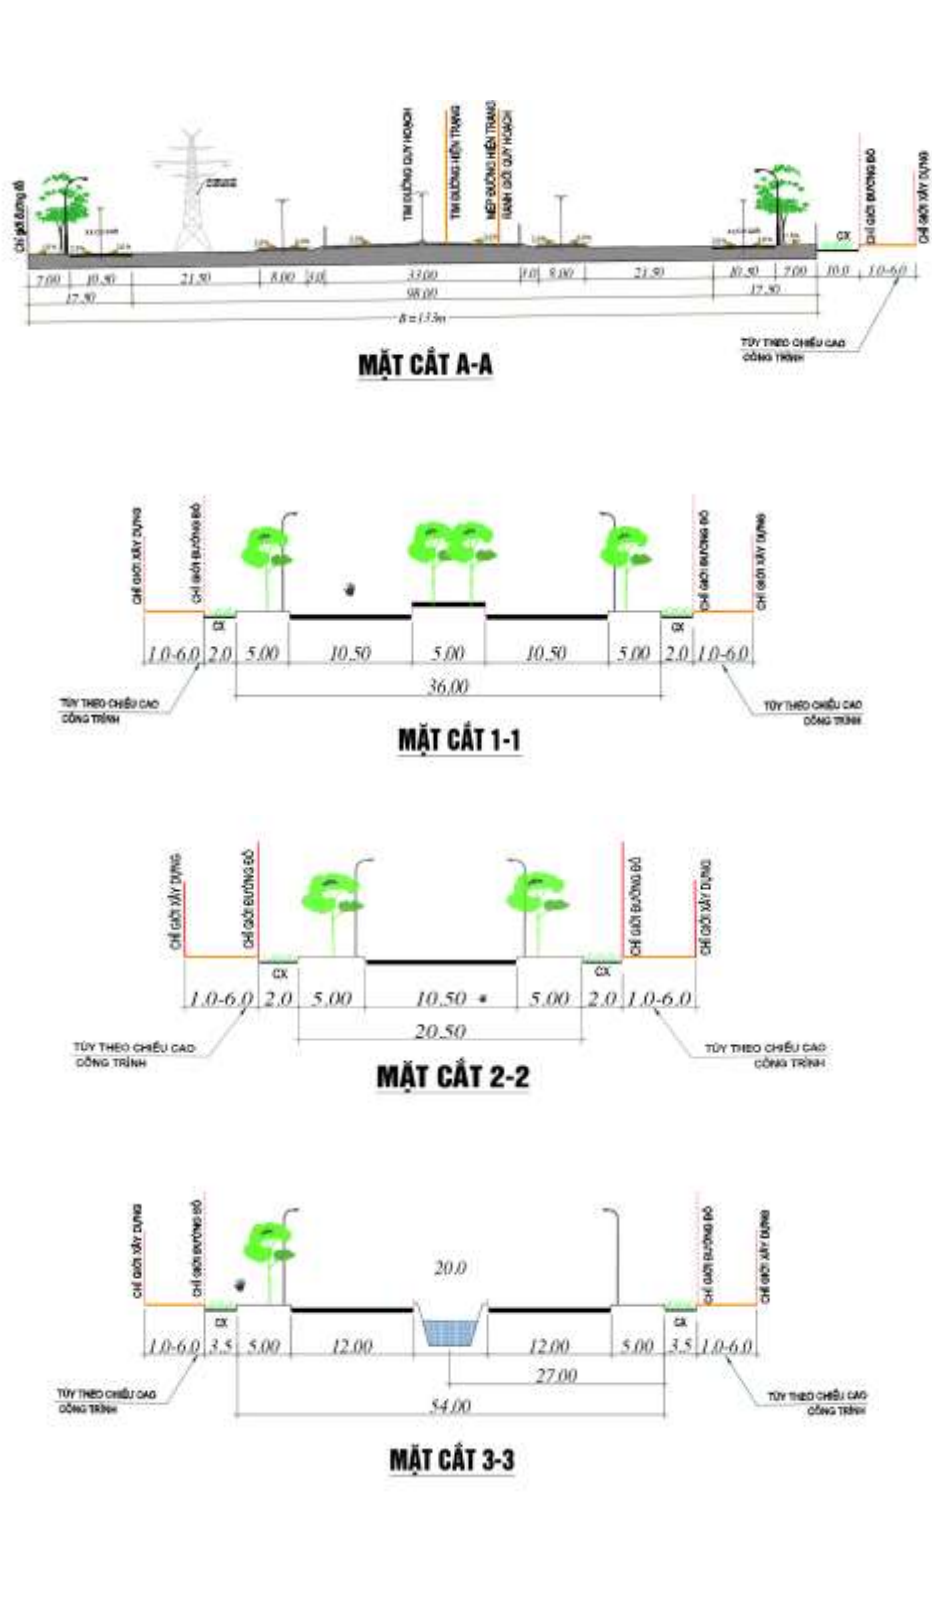 Chỉ giới đường đỏ
TIM ĐƯỜNG QUY HOẠCH
TIM ĐƯỜNG HIỆN TRẠNG
MÉP ĐƯỜNG HIỆN TRẠNG
RANH GIỚI QUY HOẠCH
CHỈ GIỚI ĐƯỜNG ĐỎ
CHỈ GIỚI XÂY DỰNG
CX
7.00 10.50 21.50 8.00 3.0 33.00 3.0 8.00 21.50 10.50 7.00 10.0 1.0-6.0
17.50 98.00 17.50
B = 133m
TÙY THEO CHIỀU CAO
CÔNG TRÌNH
MẶT CẮT A-A
CHỈ GIỚI XÂY DỰNG
CHỈ GIỚI ĐƯỜNG ĐỎ
CHỈ GIỚI ĐƯỜNG ĐỎ
CHỈ GIỚI XÂY DỰNG
CX CX
1.0-6.0 2.0 5.00 10.50 5.00 10.50 5.00 2.0 1.0-6.0
36.00
TÙY THEO CHIỀU CAO
CÔNG TRÌNH
TÙY THEO CHIỀU CAO
CÔNG TRÌNH
MẶT CẮT 1-1
CHỈ GIỚI XÂY DỰNG
CHỈ GIỚI ĐƯỜNG ĐỎ
CHỈ GIỚI ĐƯỜNG ĐỎ
CHỈ GIỚI XÂY DỰNG
CX CX
1.0-6.0 2.0 5.00 10.50 5.00 2.0 1.0-6.0
20.50
TÙY THEO CHIỀU CAO
CÔNG TRÌNH
TÙY THEO CHIỀU CAO
CÔNG TRÌNH
MẶT CẮT 2-2
CHỈ GIỚI XÂY DỰNG
CHỈ GIỚI ĐƯỜNG ĐỎ
CHỈ GIỚI ĐƯỜNG ĐỎ
CHỈ GIỚI XÂY DỰNG
20.0
CX CX
1.0-6.0 3.5 5.00 12.00 12.00 5.00 3.5 1.0-6.0
27.00
54.00
TÙY THEO CHIỀU CAO
CÔNG TRÌNH
TÙY THEO CHIỀU CAO
CÔNG TRÌNH
MẶT CẮT 3-3